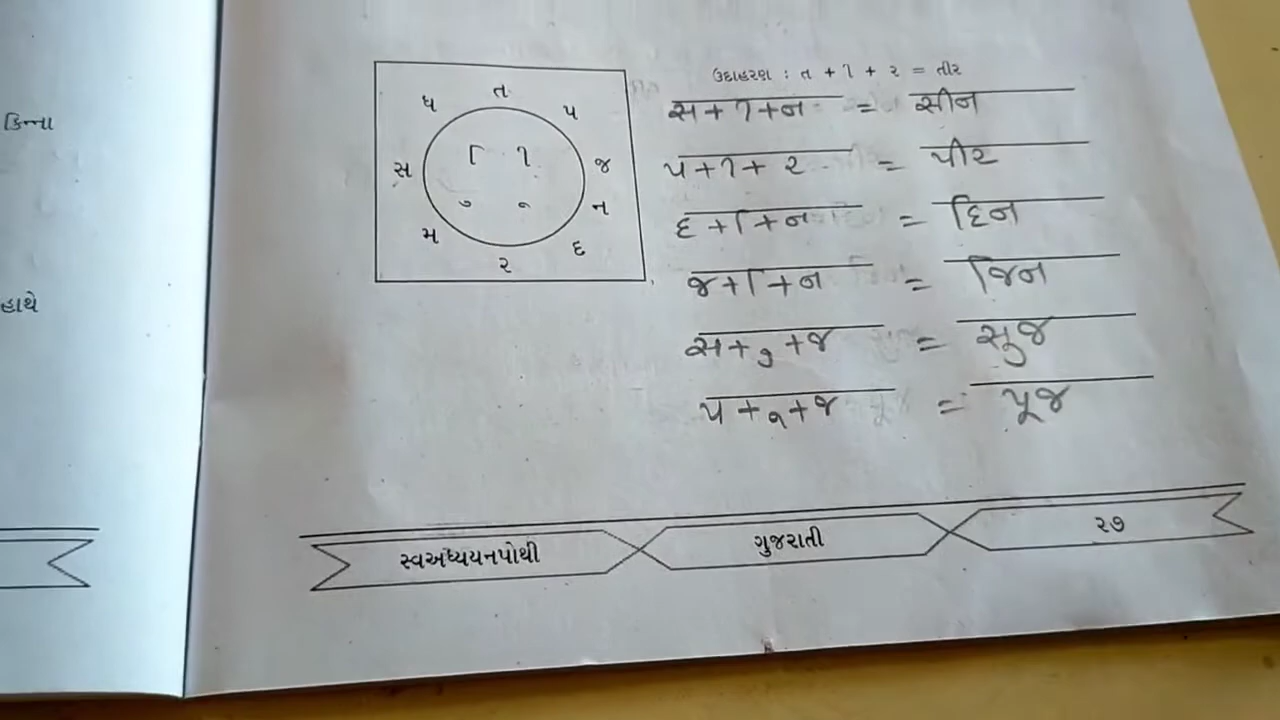 કિન્ના
હાથે
ત
ધ
પ
સ
િ ી
જ
ુ ૂ
ન
મ
દ
ર
ઉદાહરણ : ત + ી + ર = તીર
સ + ી + ન = સીન
પ + ી + ર = પીર
દ + િ + ન = દિન
જ + િ + ન = જિન
સ + ુ + જ = સુજ
પ + ૂ + જ = પૂજ
સ્વઅધ્યયનપોથી
ગુજરાતી
૨૭